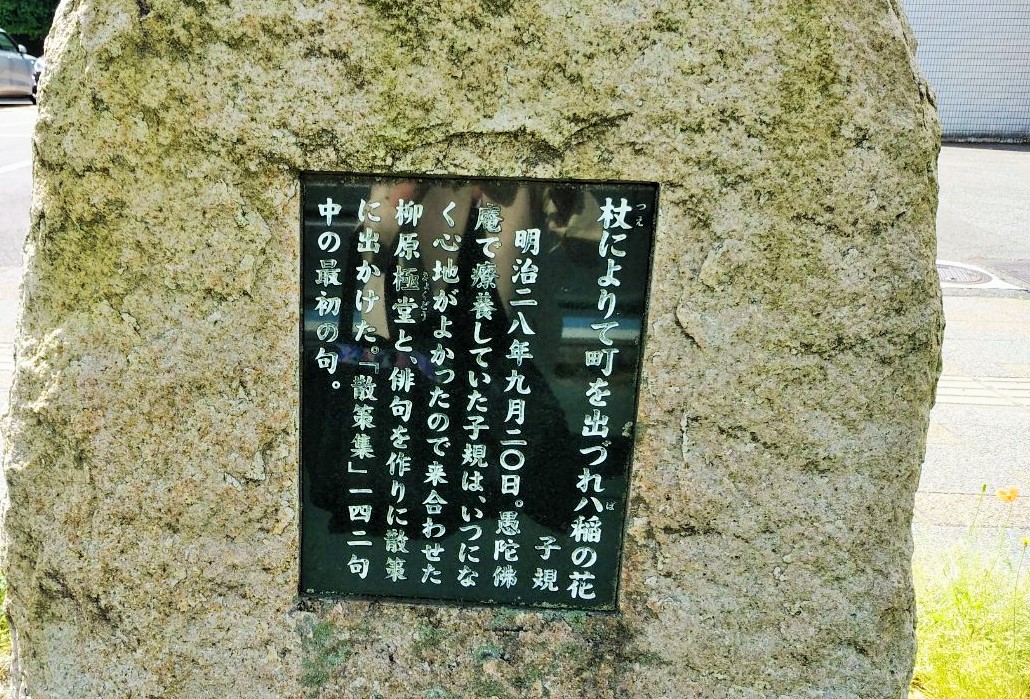 杖によりて町を出づれハ稲の花
子規
明治二八年九月二〇日。愚陀佛
庵で療養していた子規は、いつにな
く心地がよかったので来合わせた
柳原極堂と、俳句を作りに散策
に出かけた。「散策集」一四二句
中の最初の句。